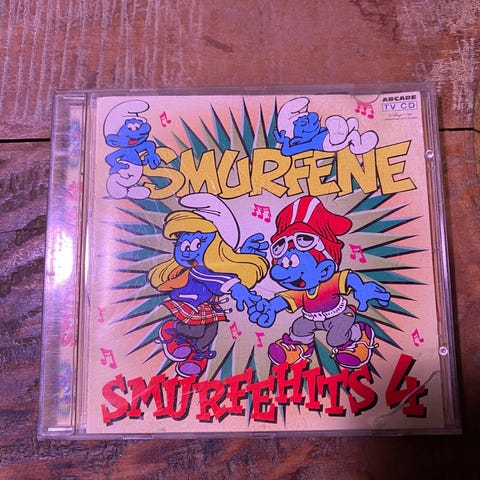 ARCADE
TV CD
SMURFENE
SMURFEHITS 4